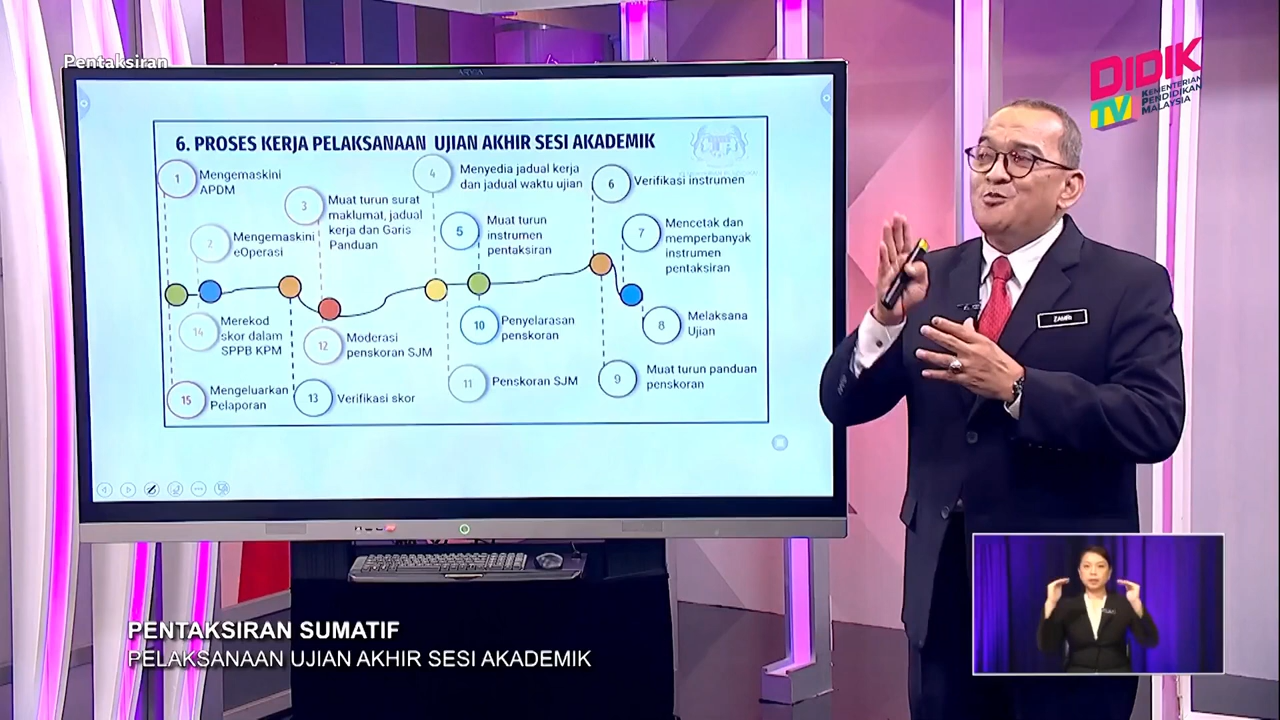 Pentaksiran
DIDIK
TV
KEMENTERIAN
PENDIDIKAN
MALAYSIA
6. PROSES KERJA PELAKSANAAN UJIAN AKHIR SESI AKADEMIK
1
Mengemaskini
APDM
2
Mengemaskini
eOperasi
3
Muat turun surat
maklumat, jadual
kerja dan Garis
Panduan
4
Menyedia jadual kerja
dan jadual waktu ujian
5
Muat turun
instrumen
pentaksiran
6
Verifikasi instrumen
7
Mencetak dan
memperbanyak
instrumen
pentaksiran
8
Melaksana
Ujian
9
Muat turun panduan
penskoran
10
Penyelarasan
penskoran
11
Penskoran SJM
12
Moderasi
penskoran SJM
13
Verifikasi skor
14
Merekod
skor dalam
SPPB KPM
15
Mengeluarkan
Pelaporan
ZAMRI
PENTAKSIRAN SUMATIF
PELAKSANAAN UJIAN AKHIR SESI AKADEMIK